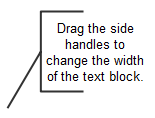 Drag the side
handles to
change the width
of the text block.